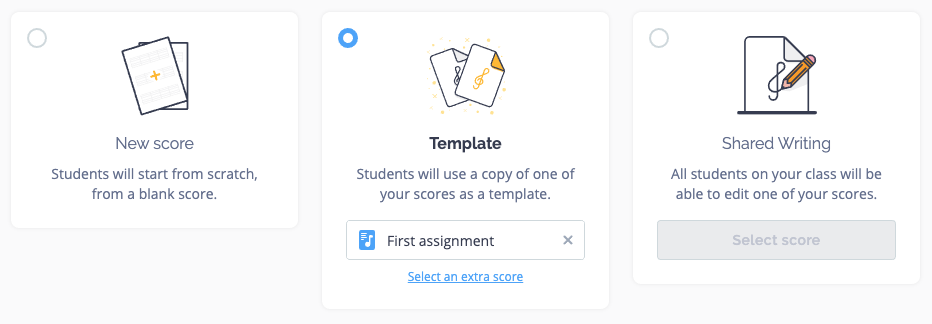 New score
Students will start from scratch,
from a blank score.
Template
Students will use a copy of one of
your scores as a template.
First assignment
Select an extra score
Shared Writing
All students on your class will be
able to edit one of your scores.
Select score